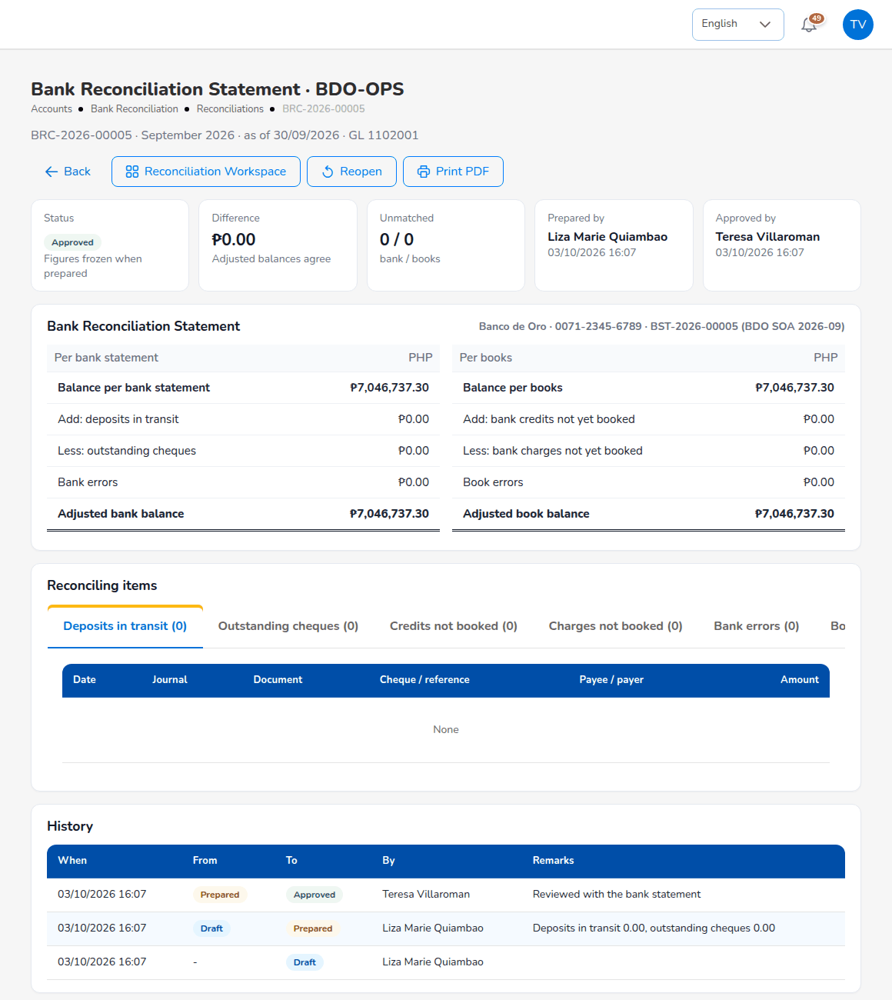 English
49
TV
Bank Reconciliation Statement · BDO-OPS
Accounts • Bank Reconciliation • Reconciliations • BRC-2026-00005
BRC-2026-00005 · September 2026 · as of 30/09/2026 · GL 1102001
Back
Reconciliation Workspace
Reopen
Print PDF
Status
Approved
Figures frozen when
prepared
Difference
₱0.00
Adjusted balances agree
Unmatched
0 / 0
bank / books
Prepared by
Liza Marie Quiambao
03/10/2026 16:07
Approved by
Teresa Villaroman
03/10/2026 16:07
Bank Reconciliation Statement
Banco de Oro · 0071-2345-6789 · BST-2026-00005 (BDO SOA 2026-09)
Per bank statement PHP
Balance per bank statement ₱7,046,737.30
Add: deposits in transit ₱0.00
Less: outstanding cheques ₱0.00
Bank errors ₱0.00
Adjusted bank balance ₱7,046,737.30
Per books PHP
Balance per books ₱7,046,737.30
Add: bank credits not yet booked ₱0.00
Less: bank charges not yet booked ₱0.00
Book errors ₱0.00
Adjusted book balance ₱7,046,737.30
Reconciling items
Deposits in transit (0) Outstanding cheques (0) Credits not booked (0) Charges not booked (0) Bank errors (0) Bo
Date Journal Document Cheque / reference Payee / payer Amount
None
History
When From To By Remarks
03/10/2026 16:07 Prepared Approved Teresa Villaroman Reviewed with the bank statement
03/10/2026 16:07 Draft Prepared Liza Marie Quiambao Deposits in transit 0.00, outstanding cheques 0.00
03/10/2026 16:07 - Draft Liza Marie Quiambao